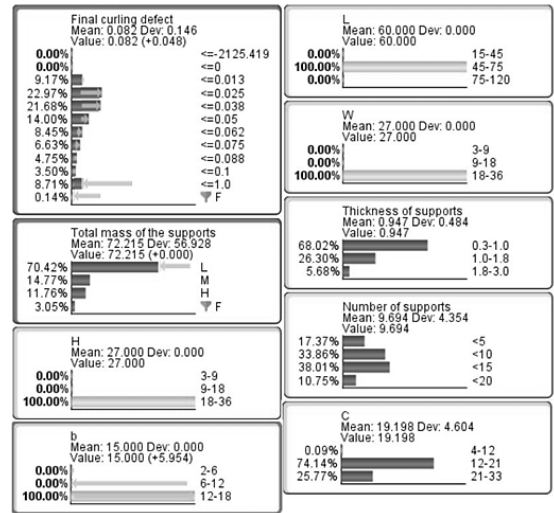 Final curling defect
Mean: 0.082 Dev: 0.146
Value: 0.082 (+0.048)
0.00% <=-2125.419
0.00% <=0
9.17% <=0.013
22.97% <=0.025
21.68% <=0.038
14.00% <=0.05
8.45% <=0.062
6.63% <=0.075
4.75% <=0.088
3.50% <=0.1
8.71% <=1.0
0.14% F
Total mass of the supports
Mean: 72.215 Dev: 56.928
Value: 72.215 (+0.000)
70.42% L
14.77% M
11.76% H
3.05% F
H
Mean: 27.000 Dev: 0.000
Value: 27.000
0.00% 3-9
0.00% 9-18
100.00% 18-36
b
Mean: 15.000 Dev: 0.000
Value: 15.000 (+5.954)
0.00% 2-6
0.00% 6-12
100.00% 12-18
L
Mean: 60.000 Dev: 0.000
Value: 60.000
0.00% 15-45
100.00% 45-75
0.00% 75-120
W
Mean: 27.000 Dev: 0.000
Value: 27.000
0.00% 3-9
0.00% 9-18
100.00% 18-36
Thickness of supports
Mean: 0.947 Dev: 0.484
Value: 0.947
68.02% 0.3-1.0
26.30% 1.0-1.8
5.68% 1.8-3.0
Number of supports
Mean: 9.694 Dev: 4.354
Value: 9.694
17.37% <5
33.86% <10
38.01% <15
10.75% <20
C
Mean: 19.198 Dev: 4.604
Value: 19.198
0.09% 4-12
74.14% 12-21
25.77% 21-33